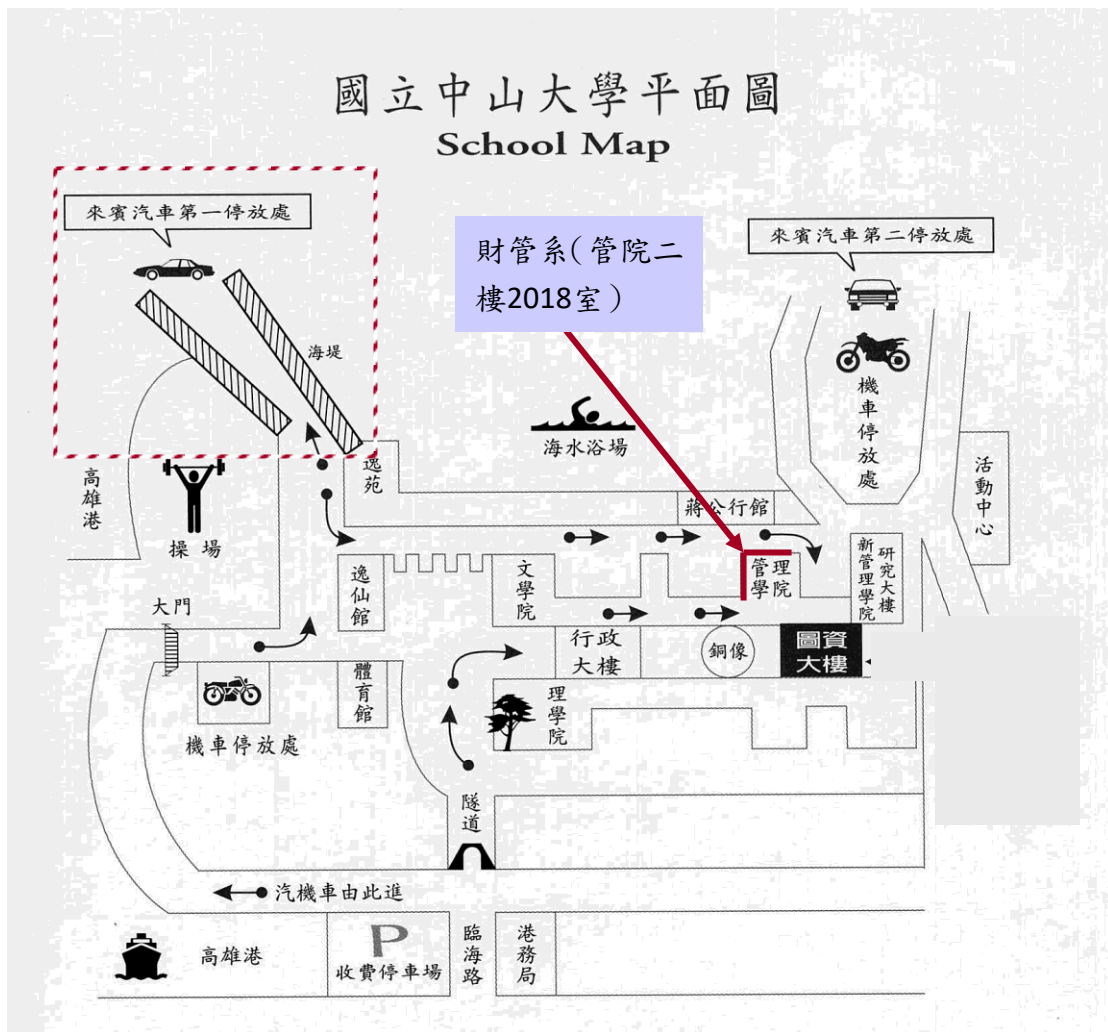 國立中山大學平面圖
School Map
來賓汽車第一停放處
財管系(管院二
樓2018室)
來賓汽車第二停放處
海堤
機車停放處
海水浴場
活動中心
高雄港
逸苑
蔣公行館
操場
逸仙館
文學院
管理
學院
新管理學院
研究大樓
大門
行政
大樓
銅像
圖資
大樓
體育館
理學院
機車停放處
隧道
汽機車由此進
高雄港
P
收費停車場
臨海路
港務局